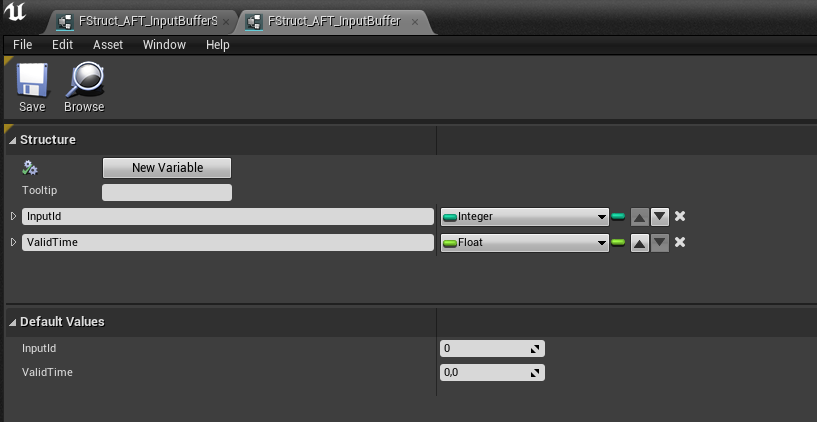 FStruct_AFT_InputBufferS
FStruct_AFT_InputBuffer
File Edit Asset Window Help
Save Browse
Structure
New Variable
Tooltip
InputId Integer
ValidTime Float
Default Values
InputId 0
ValidTime 0,0